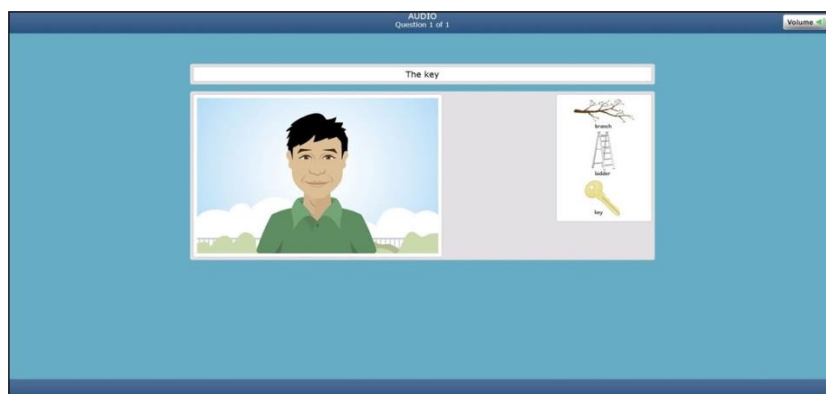 AUDIO
Question 1 of 1
Volume
The key
branch
ladder
key